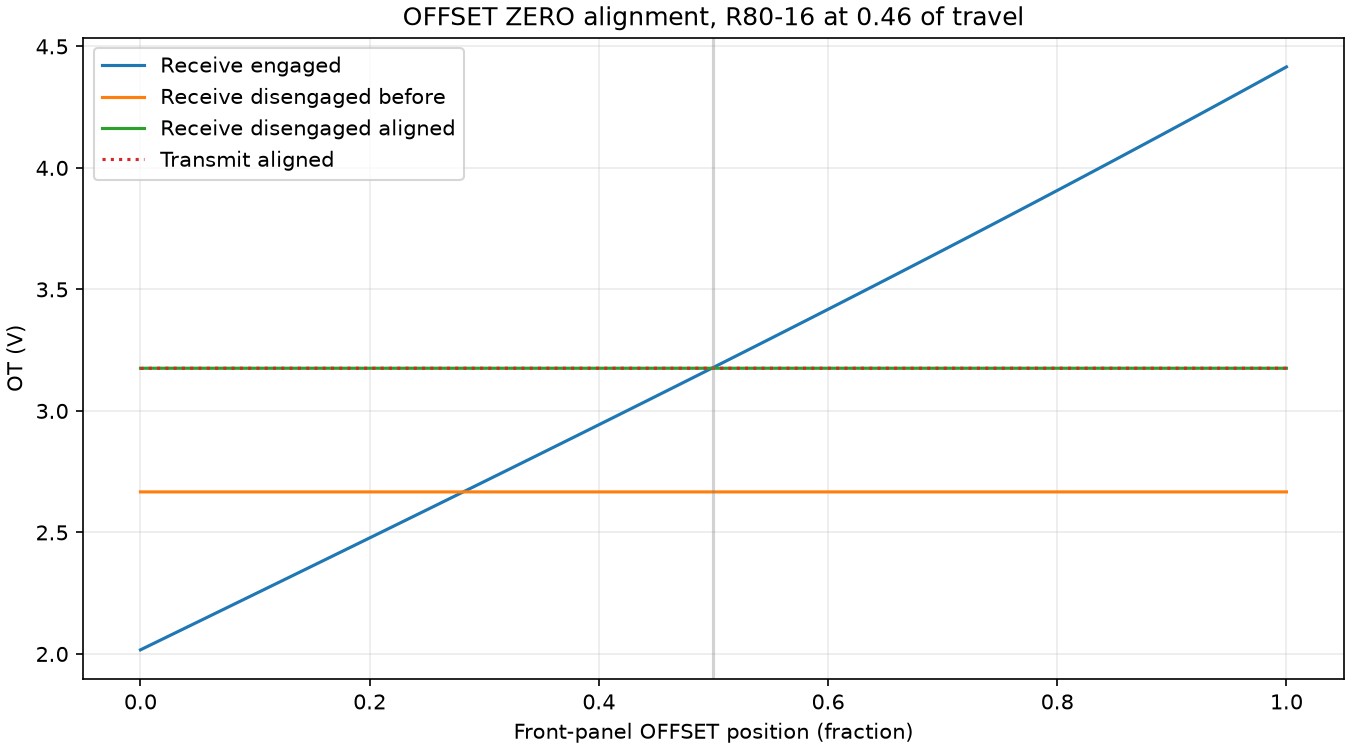 OFFSET ZERO alignment, R80-16 at 0.46 of travel
4.5
4.0
3.5
3.0
2.5
2.0
OT (V)
Receive engaged
Receive disengaged before
Receive disengaged aligned
Transmit aligned
0.0 0.2 0.4 0.6 0.8 1.0
Front-panel OFFSET position (fraction)